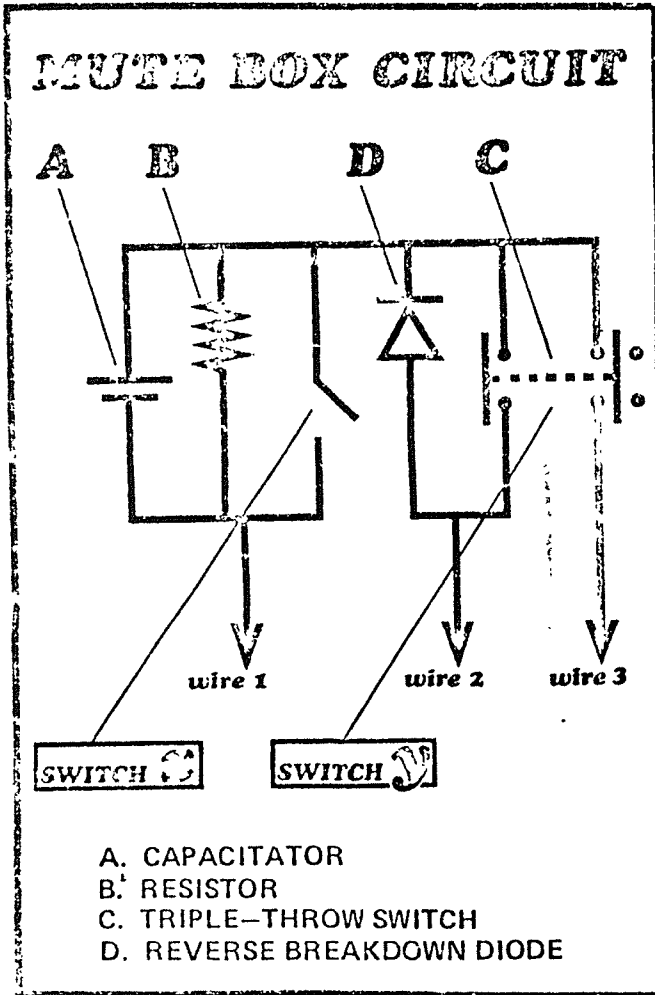 MUTE BOX CIRCUIT
A B D C
wire 1 wire 2 wire 3
SWITCH
SWITCH
A. CAPACITATOR
B. RESISTOR
C. TRIPLE–THROW SWITCH
D. REVERSE BREAKDOWN DIODE